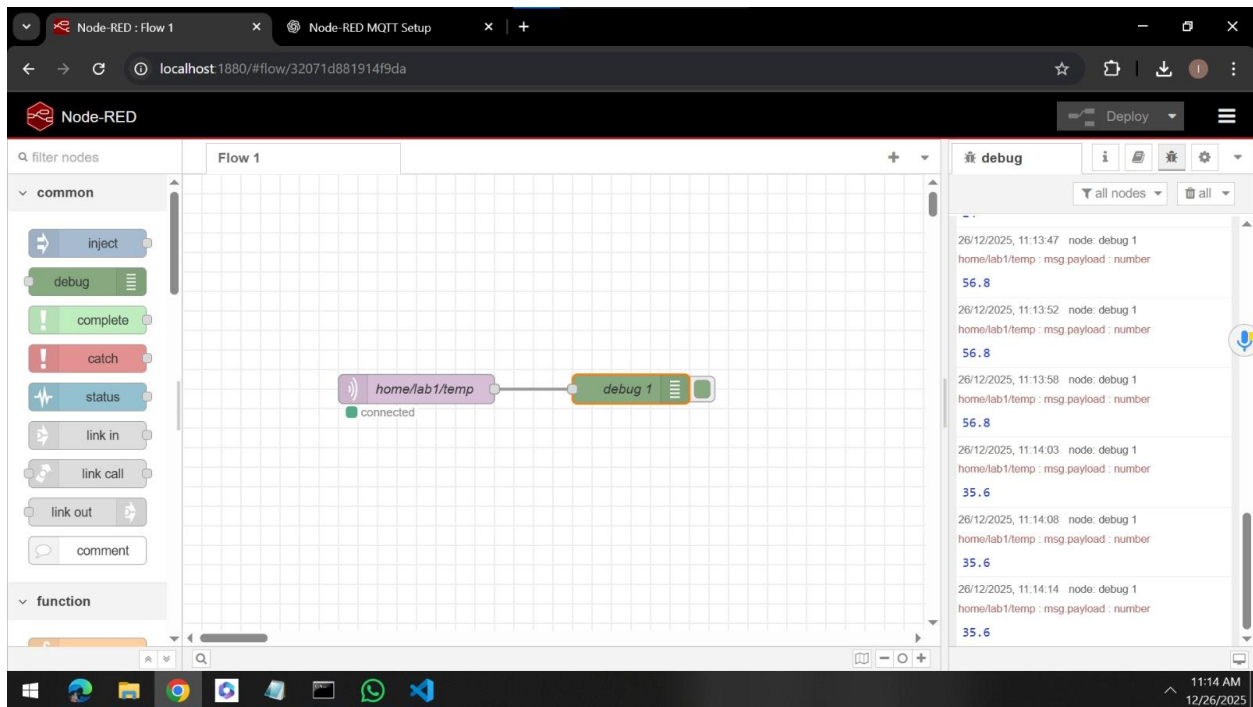 Node-RED : Flow 1
Node-RED MQTT Setup
localhost:1880/#flow/32071d881914f9da
I
Node-RED
Deploy
filter nodes
Flow 1
debug
i
all nodes
all
common
inject
debug
complete
catch
status
link in
link call
link out
comment
function
home/lab1/temp
connected
debug 1
26/12/2025, 11:13:47 node: debug 1
home/lab1/temp : msg.payload : number
56.8
26/12/2025, 11:13:52 node: debug 1
home/lab1/temp : msg.payload : number
56.8
26/12/2025, 11:13:58 node: debug 1
home/lab1/temp : msg.payload : number
56.8
26/12/2025, 11:14:03 node: debug 1
home/lab1/temp : msg.payload : number
35.6
26/12/2025, 11:14:08 node: debug 1
home/lab1/temp : msg.payload : number
35.6
26/12/2025, 11:14:14 node: debug 1
home/lab1/temp : msg.payload : number
35.6
11:14 AM
12/26/2025